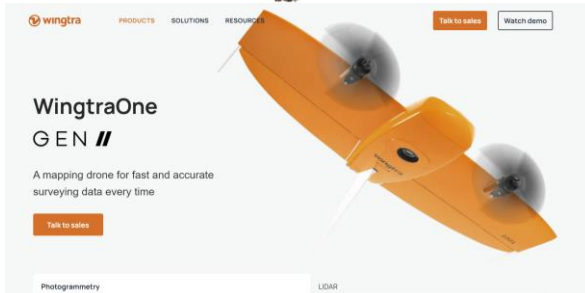 wingtra
PRODUCTS
SOLUTIONS
RESOURCES
Talk to sales
Watch demo
WingtraOne
GEN II
A mapping drone for fast and accurate
surveying data every time
Talk to sales
Photogrammetry
LIDAR